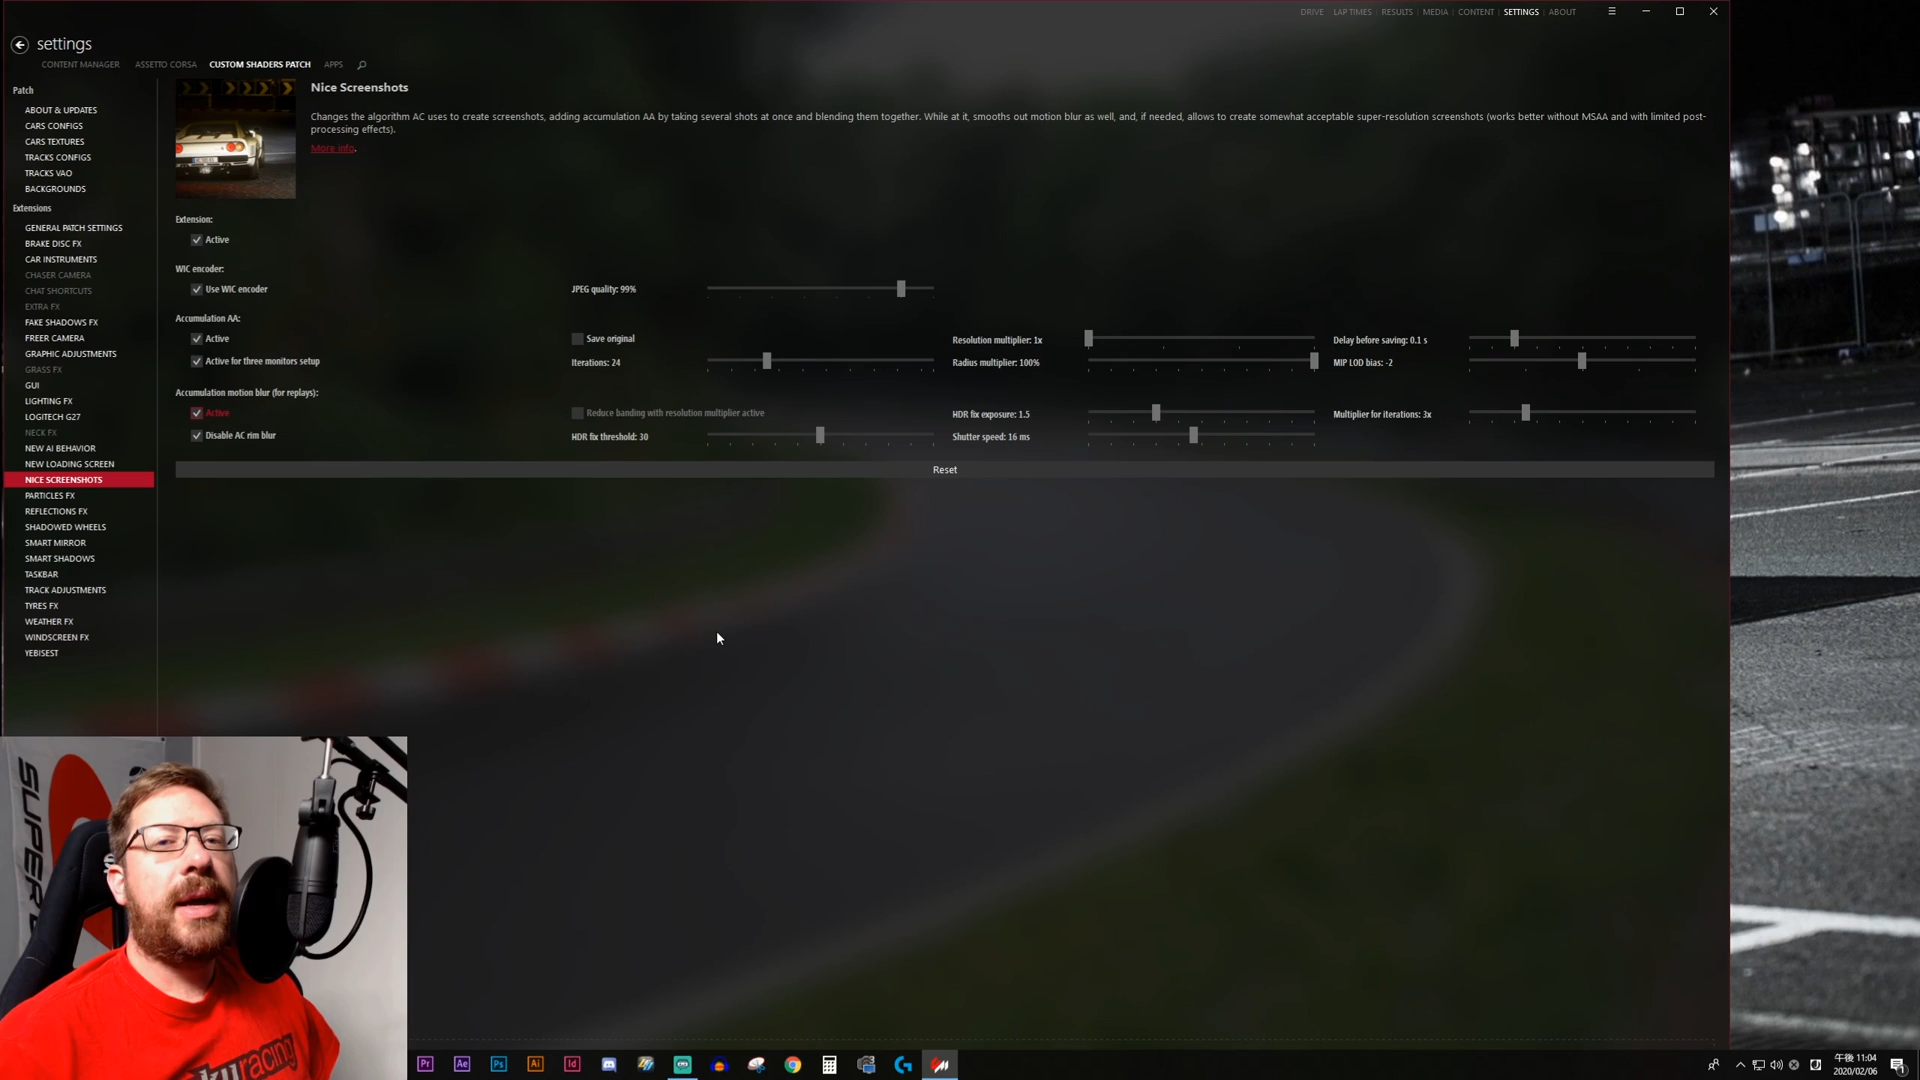 DRIVE LAP TIMES RESULTS MEDIA CONTENT SETTINGS ABOUT
settings
CONTENT MANAGER ASSETTO CORSA CUSTOM SHADERS PATCH APPS
Patch
ABOUT & UPDATES
CARS CONFIGS
CARS TEXTURES
TRACKS CONFIGS
TRACKS VAO
BACKGROUNDS
Extensions
GENERAL PATCH SETTINGS
BRAKE DISC FX
CAR INSTRUMENTS
CHASER CAMERA
CHAT SHORTCUTS
EXTRA FX
FAKE SHADOWS FX
FREER CAMERA
GRAPHIC ADJUSTMENTS
GRASS FX
GUI
LIGHTING FX
LOGITECH G27
NECK FX
NEW AI BEHAVIOR
NEW LOADING SCREEN
NICE SCREENSHOTS
PARTICLES FX
REFLECTIONS FX
SHADOWED WHEELS
SMART MIRROR
SMART SHADOWS
TASKBAR
TRACK ADJUSTMENTS
TYRES FX
WEATHER FX
WINDSCREEN FX
YEBISEST
Nice Screenshots
Changes the algorithm AC uses to create screenshots, adding accumulation AA by taking several shots at once and blending them together. While at it, smooths out motion blur as well, and, if needed, allows to create somewhat acceptable super-resolution screenshots (works better without MSAA and with limited post-
processing effects).
More info.
Extension:
Active
WIC encoder:
Use WIC encoder JPEG quality: 99%
Accumulation AA:
Active Save original Resolution multiplier: 1x Delay before saving: 0.1 s
Active for three monitors setup Iterations: 24 Radius multiplier: 100% MIP LOD bias: -2
Accumulation motion blur (for replays):
Active Reduce banding with resolution multiplier active HDR fix exposure: 1.5 Multiplier for iterations: 3x
Disable AC rim blur HDR fix threshold: 30 Shutter speed: 16 ms
Reset
SUPER
kuracing
Pr Ae Ps Ai Id
午後 11:04
2020/02/06